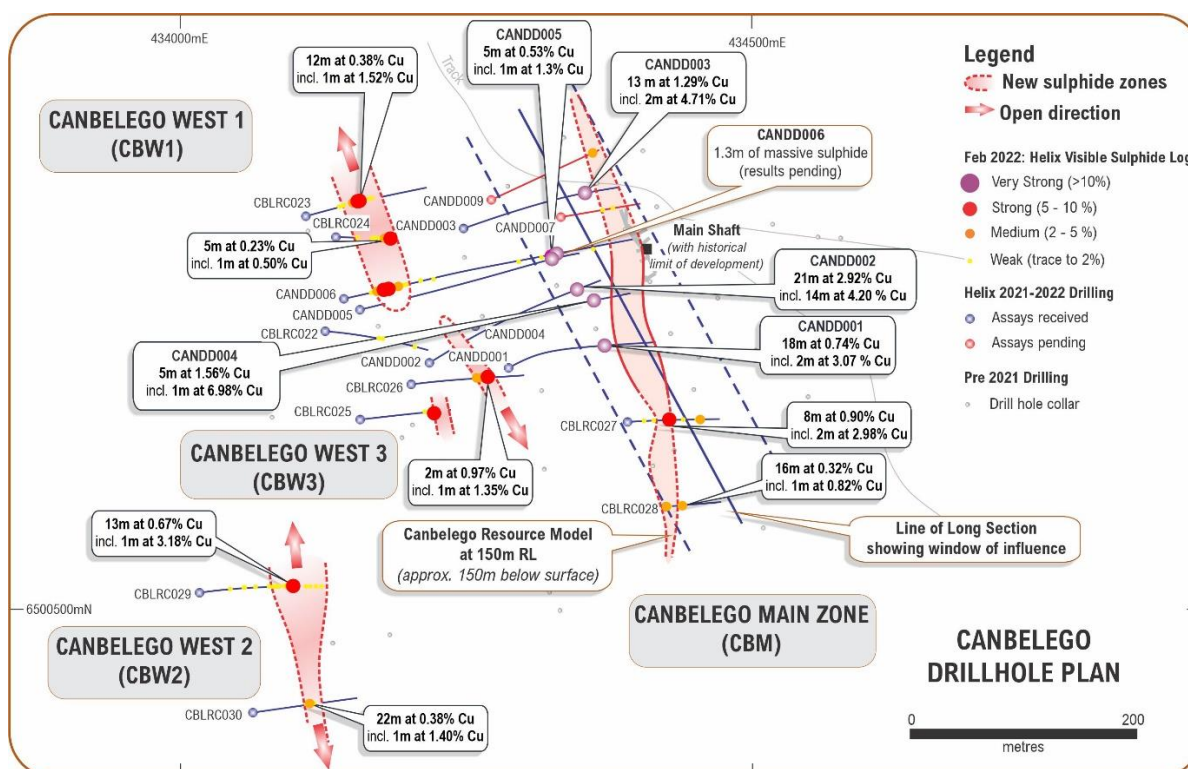 434000mE
434500mE
Track
CANDD005
5m at 0.53% Cu
incl. 1m at 1.3% Cu
12m at 0.38% Cu
incl. 1m at 1.52% Cu
CANDD003
13 m at 1.29% Cu
incl. 2m at 4.71% Cu
CANBELEGO WEST 1
(CBW1)
CANDD006
1.3m of massive sulphide
(results pending)
CBLRC023
CBLRC024
CANDD003
CANDD009
CANDD007
Main Shaft
(with historical
limit of development)
5m at 0.23% Cu
incl. 1m at 0.50% Cu
CANDD002
21m at 2.92% Cu
incl. 14m at 4.20 % Cu
CANDD006
CANDD005
CBLRC022
CANDD004
CANDD002
CANDD001
CBLRC026
CBLRC025
CANDD001
18m at 0.74% Cu
incl. 2m at 3.07 % Cu
CANDD004
5m at 1.56% Cu
incl. 1m at 6.98% Cu
CBLRC027
8m at 0.90% Cu
incl. 2m at 2.98% Cu
CANBELEGO WEST 3
(CBW3)
2m at 0.97% Cu
incl. 1m at 1.35% Cu
16m at 0.32% Cu
incl. 1m at 0.82% Cu
CBLRC028
13m at 0.67% Cu
incl. 1m at 3.18% Cu
Canbelego Resource Model
at 150m RL
(approx. 150m below surface)
Line of Long Section
showing window of influence
CBLRC029
6500500mN
CANBELEGO WEST 2
(CBW2)
CANBELEGO MAIN ZONE
(CBM)
CBLRC030
22m at 0.38% Cu
incl. 1m at 1.40% Cu
Legend
New sulphide zones
Open direction
Feb 2022: Helix Visible Sulphide Log
Very Strong (>10%)
Strong (5 - 10 %)
Medium (2 - 5 %)
Weak (trace to 2%)
Helix 2021-2022 Drilling
Assays received
Assays pending
Pre 2021 Drilling
Drill hole collar
CANBELEGO
DRILLHOLE PLAN
0
200
metres